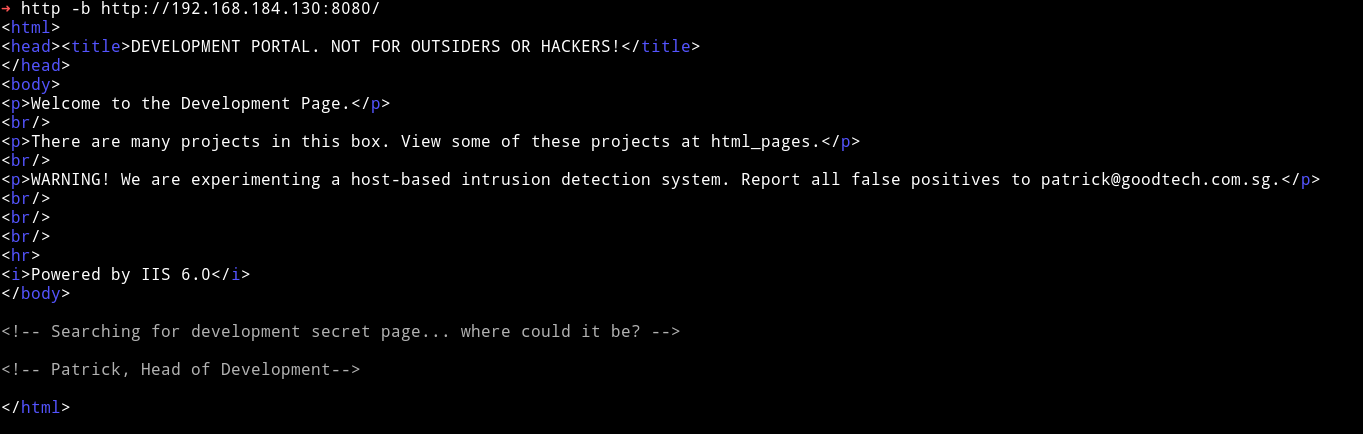 → http -b http://192.168.184.130:8080/
<html>
<head><title>DEVELOPMENT PORTAL. NOT FOR OUTSIDERS OR HACKERS!</title>
</head>
<body>
<p>Welcome to the Development Page.</p>
<br/>
<p>There are many projects in this box. View some of these projects at html_pages.</p>
<br/>
<p>WARNING! We are experimenting a host-based intrusion detection system. Report all false positives to patrick@goodtech.com.sg.</p>
<br/>
<br/>
<br/>
<hr>
<i>Powered by IIS 6.0</i>
</body>
<!-- Searching for development secret page... where could it be? -->
<!-- Patrick, Head of Development-->
</html>